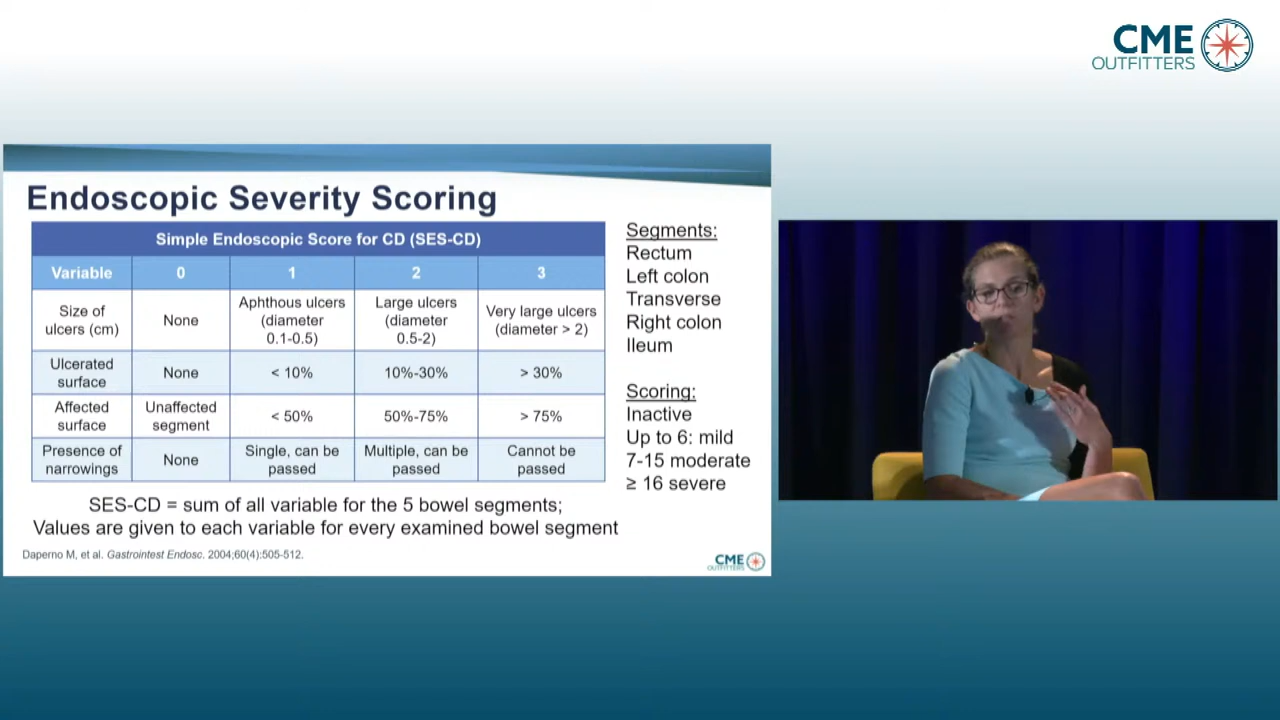 CME
OUTFITTERS
Endoscopic Severity Scoring
Simple Endoscopic Score for CD (SES-CD)
Variable 0 1 2 3
Size of ulcers (cm)
None
Aphthous ulcers (diameter 0.1-0.5)
Large ulcers (diameter 0.5-2)
Very large ulcers (diameter > 2)
Ulcerated surface
None
< 10%
10%-30%
> 30%
Affected surface
Unaffected segment
< 50%
50%-75%
> 75%
Presence of narrowings
None
Single, can be passed
Multiple, can be passed
Cannot be passed
SES-CD = sum of all variable for the 5 bowel segments;
Values are given to each variable for every examined bowel segment
Daperno M, et al. Gastrointest Endosc. 2004;60(4):505-512.
Segments:
Rectum
Left colon
Transverse
Right colon
Ileum
Scoring:
Inactive
Up to 6: mild
7-15 moderate
≥ 16 severe
CME
OUTFITTERS